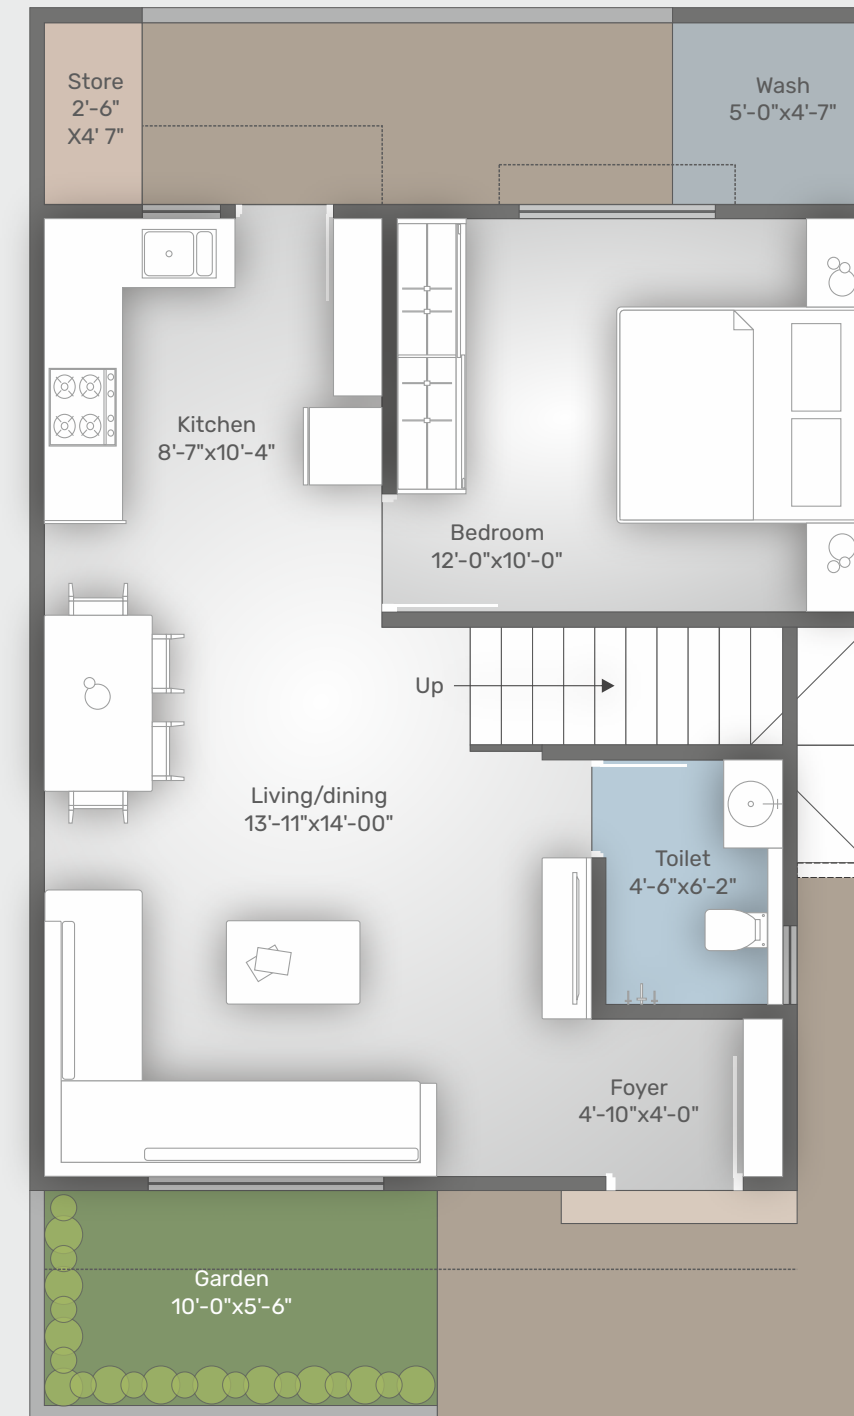 Store
2'-6"
X4' 7"
Wash
5'-0"x4'-7"
Kitchen
8'-7"x10'-4"
Bedroom
12'-0"x10'-0"
Up
Living/dining
13'-11"x14'-00"
Toilet
4'-6"x6'-2"
Foyer
4'-10"x4'-0"
Garden
10'-0"x5'-6"